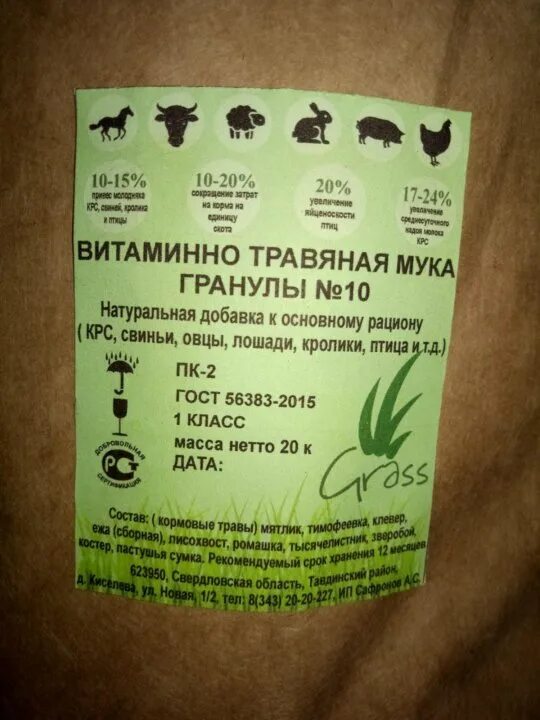 10-15%
привес молодняка
КРС, свиней, кролика
и птицы
10-20%
сокращение затрат
на корма на
единицу
скота
20%
увеличение
яйценоскости
птиц
17-24%
увеличение
среднесуточного
надоя молока
КРС
ВИТАМИННО ТРАВЯНАЯ МУКА
ГРАНУЛЫ №10
Натуральная добавка к основному рациону
( КРС, свиньи, овцы, лошади, кролики, птица и т.д.)
ПК-2
ГОСТ 56383-2015
1 КЛАСС
масса нетто 20 к
ДАТА:
ДОБРОВОЛЬНАЯ
РСТ
СЕРТИФИКАЦИЯ
Grass
Состав: ( кормовые травы) мятлик, тимофеевка, клевер,
ежа (сборная), лисохвост, ромашка, тысячелистник, зверобой,
костер, пастушья сумка. Рекомендуемый срок хранения 12 месяцев
623950, Свердловская область, Тавдинский район,
д. Киселева, ул. Новая, 1/2, тел: 8(343) 20-20-227, ИП Сафронов А.С.